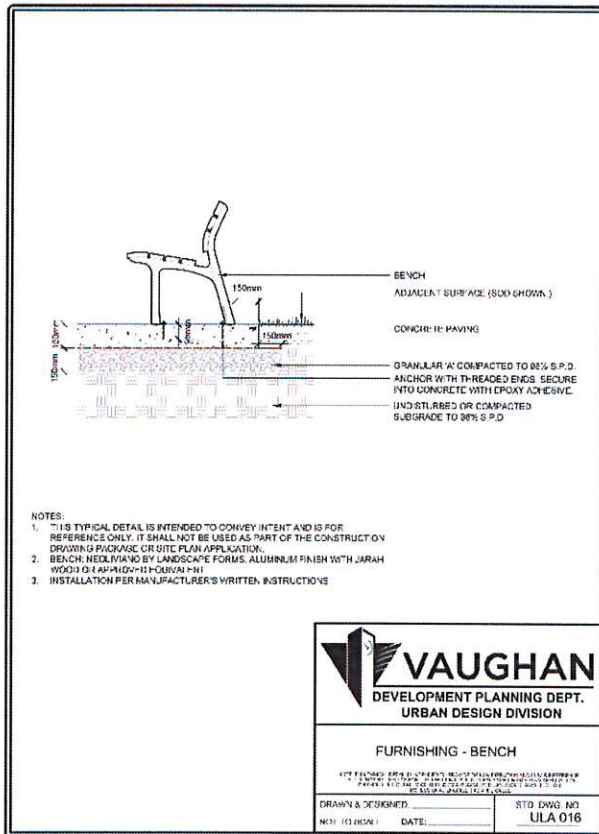 150mm
BENCH
ADJACENT SURFACE (SOD SHOWN )
CONCRETE PAVING
150mm
150mm
GRANULAR 'A' COMPACTED TO 98% S.P.D.
ANCHOR WITH THREADED ENDS. SECURE
INTO CONCRETE WITH EPOXY ADHESIVE.
UNDISTURBED OR COMPACTED
SUBGRADE TO 98% S.P.D
NOTES:
1. THIS TYPICAL DETAIL IS INTENDED TO CONVEY INTENT AND IS FOR
REFERENCE ONLY. IT SHALL NOT BE USED AS PART OF THE CONSTRUCTION
DRAWING PACKAGE OR SITE PLAN APPLICATION.
2. BENCH: NEOLIVIANO BY LANDSCAPE FORMS. ALUMINUM FINISH WITH JARAH
WOOD OR APPROVED EQUIVALENT
3. INSTALLATION PER MANUFACTURER'S WRITTEN INSTRUCTIONS
VAUGHAN
DEVELOPMENT PLANNING DEPT.
URBAN DESIGN DIVISION
FURNISHING - BENCH
DRAWN & DESIGNED:
STD. DWG. NO
NOT TO SCALE DATE:
ULA 016